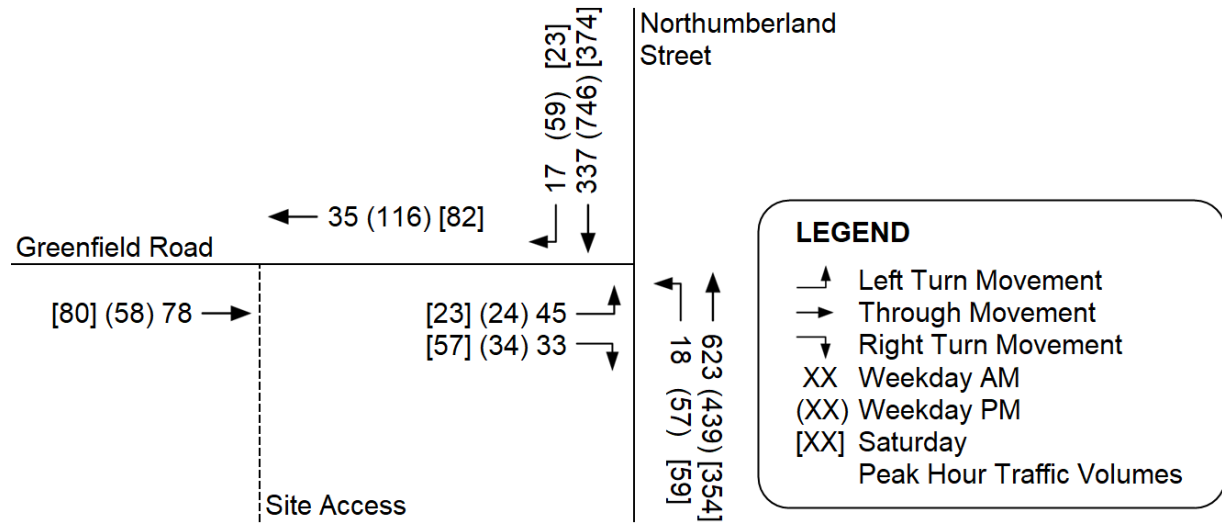 Northumberland
Street
17 (59) [23]
337 (746) [374]
35 (116) [82]
Greenfield Road
[80] (58) 78
[23] (24) 45
[57] (34) 33
18 (57) [59]
623 (439) [354]
Site Access
LEGEND
Left Turn Movement
Through Movement
Right Turn Movement
XX Weekday AM
(XX) Weekday PM
[XX] Saturday
Peak Hour Traffic Volumes